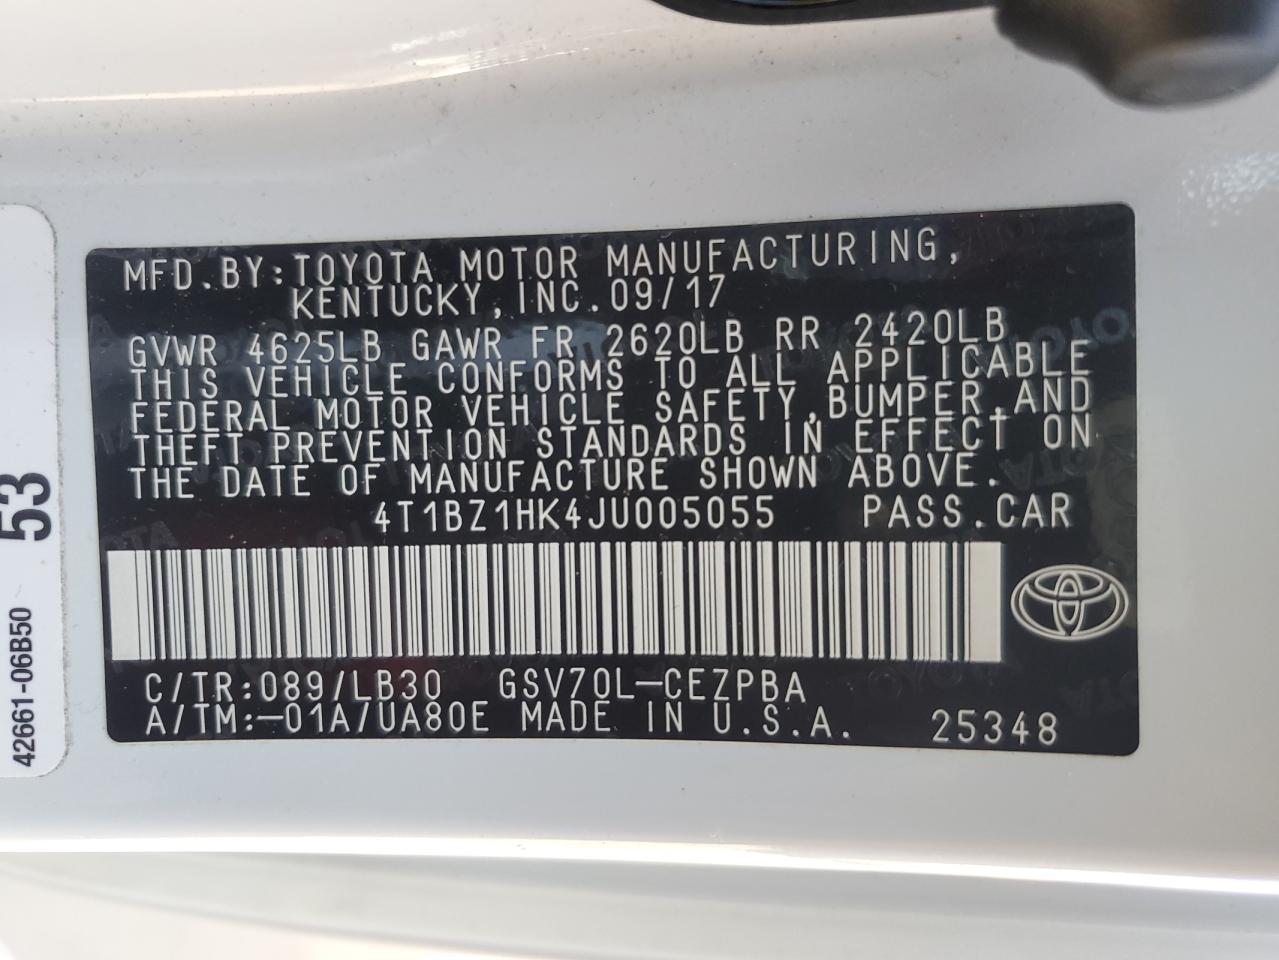 MFD.BY:TOYOTA MOTOR MANUFACTURING,
KENTUCKY, INC. 09/17
GVWR 4625LB GAWR FR 2620LB RR 2420LB
THIS VEHICLE CONFORMS TO ALL APPLICABLE
FEDERAL MOTOR VEHICLE SAFETY,BUMPER,AND
THEFT PREVENTION STANDARDS IN EFFECT ON
THE DATE OF MANUFACTURE SHOWN ABOVE.
4T1BZ1HK4JU005055 PASS.CAR
C/TR:089/LB30 GSV70L-CEZPBA
A/TM:-01A/UA80E MADE IN U.S.A. 25348
53
42661-06B50